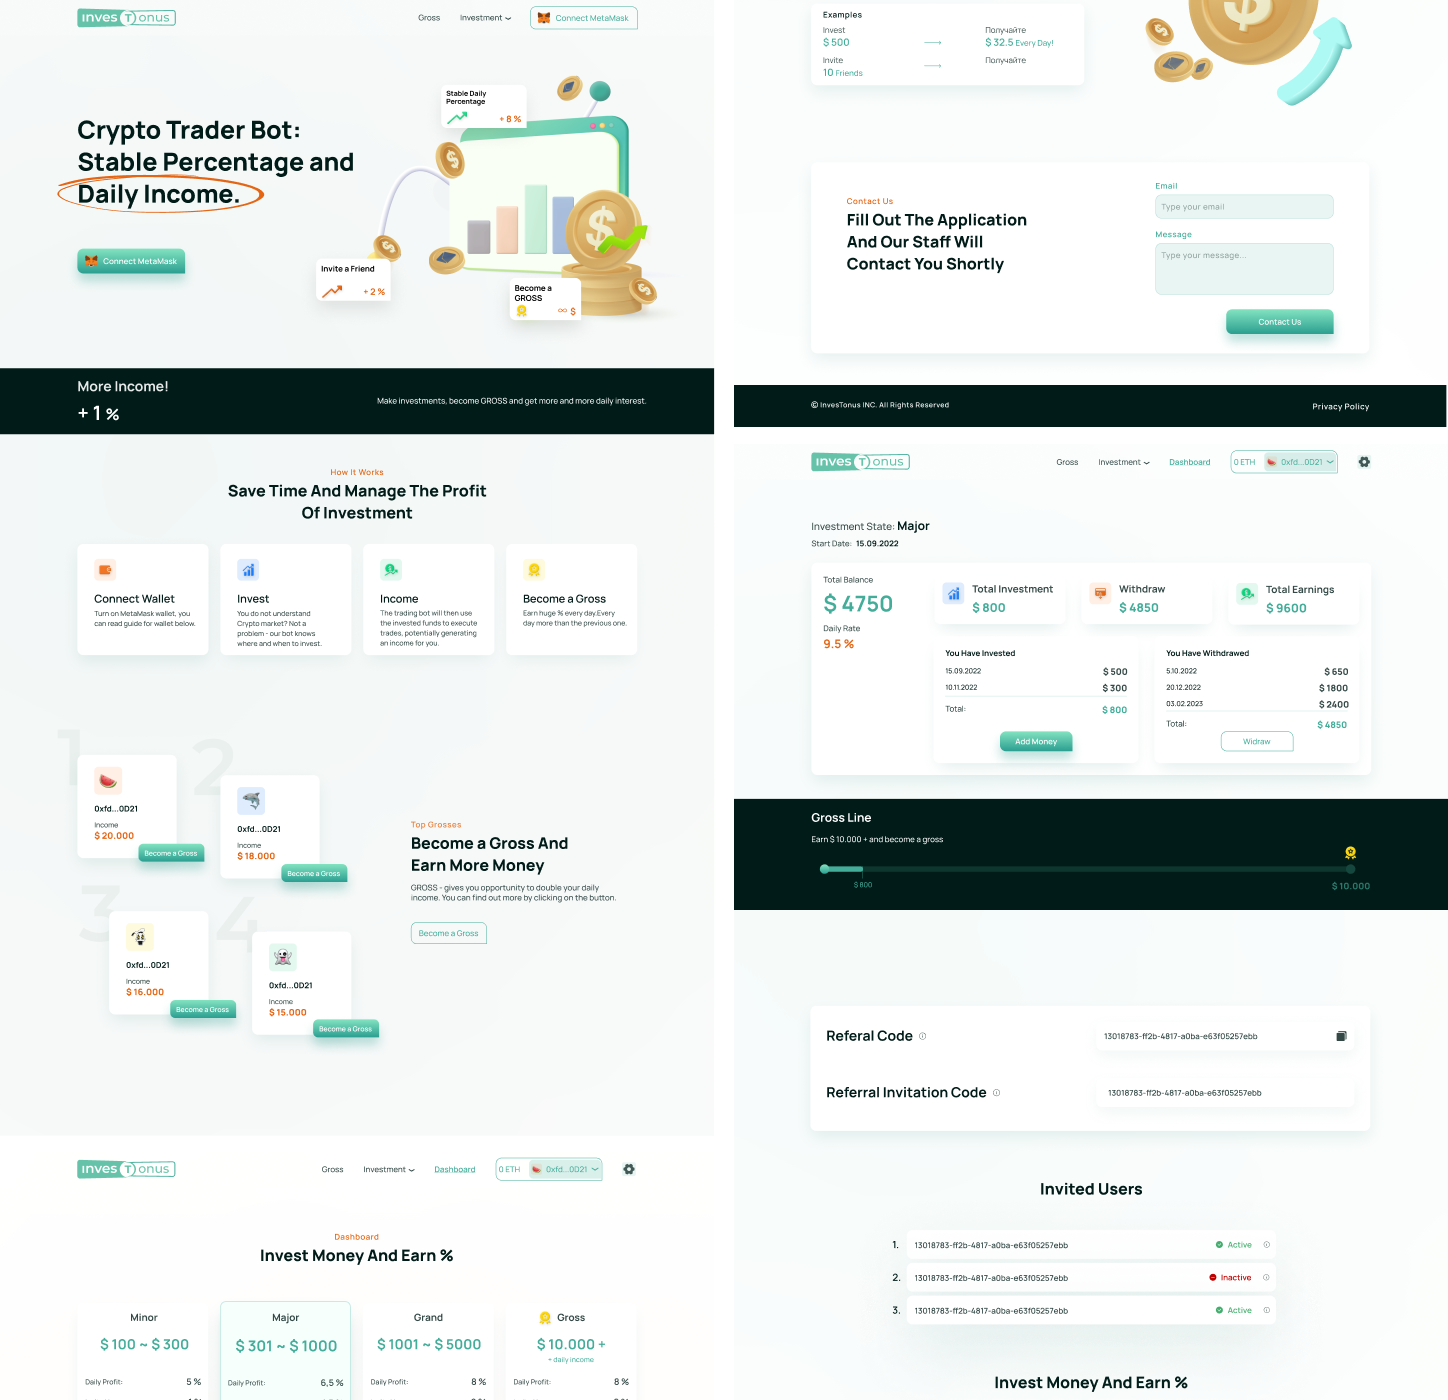 Inves T onus
Gross
Investment
Connect MetaMask
Crypto Trader Bot:
Stable Percentage and
Daily Income.
Connect MetaMask
Stable Daily
Percentage
+ 8 %
Invite a Friend
+ 2 %
Become a
GROSS
∞ $
More Income!
+ 1 %
Make investments, become GROSS and get more and more daily interest.
How It Works
Save Time And Manage The Profit
Of Investment
Connect Wallet
Turn on MetaMask wallet, you
can read guide for wallet below.
Invest
You do not understand
Crypto market? Not a
problem - our bot knows
where and when to invest.
Income
The trading bot will then use
the invested funds to execute
trades, potentially generating
an income for you.
Become a Gross
Earn huge % every day.Every
day more than the previous one.
1
0xfd...0D21
Income
$ 20.000
Become a Gross
2
0xfd...0D21
Income
$ 18.000
Become a Gross
3
0xfd...0D21
Income
$ 16.000
Become a Gross
4
0xfd...0D21
Income
$ 15.000
Become a Gross
Top Grosses
Become a Gross And
Earn More Money
GROSS - gives you opportunity to double your daily
income. You can find out more by clicking on the button.
Become a Gross
Inves T onus
Gross
Investment
Dashboard
0 ETH
0xfd...0D21
Dashboard
Invest Money And Earn %
Minor
$ 100 ~ $ 300
Daily Profit:
5 %
Major
$ 301 ~ $ 1000
Daily Profit:
6,5 %
Grand
$ 1001 ~ $ 5000
Daily Profit:
8 %
Gross
$ 10.000 +
+ daily income
Daily Profit:
8 %
Examples
Invest
$ 500
Получайте
$ 32.5 Every Day!
Invite
10 Friends
Получайте
Contact Us
Fill Out The Application
And Our Staff Will
Contact You Shortly
Email
Type your email
Message
Type your message...
Contact Us
© InvesTonus INC. All Rights Reserved
Privacy Policy
Inves T onus
Gross
Investment
Dashboard
0 ETH
0xfd...0D21
Investment State: Major
Start Date: 15.09.2022
Total Balance
$ 4750
Daily Rate
9.5 %
Total Investment
$ 800
Withdraw
$ 4850
Total Earnings
$ 9600
You Have Invested
15.09.2022
$ 500
10.11.2022
$ 300
Total:
$ 800
Add Money
You Have Withdrawed
5.10.2022
$ 650
20.12.2022
$ 1800
03.02.2023
$ 2400
Total:
$ 4850
Widraw
Gross Line
Earn $ 10.000 + and become a gross
$ 800
$ 10.000
Referal Code
13018783-ff2b-4817-a0ba-e63f05257ebb
Referral Invitation Code
13018783-ff2b-4817-a0ba-e63f05257ebb
Invited Users
1.
13018783-ff2b-4817-a0ba-e63f05257ebb
Active
2.
13018783-ff2b-4817-a0ba-e63f05257ebb
Inactive
3.
13018783-ff2b-4817-a0ba-e63f05257ebb
Active
Invest Money And Earn %